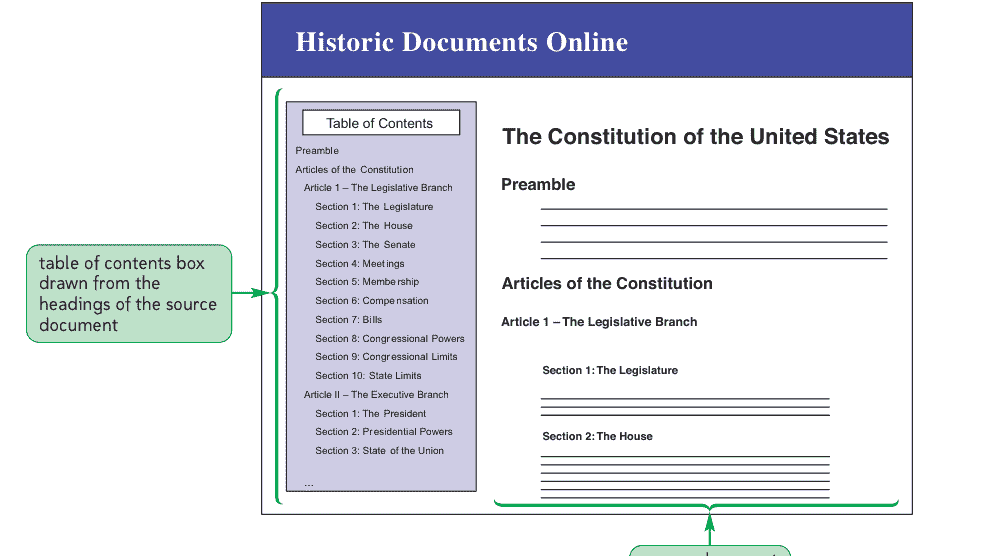 Historic Documents Online
Table of Contents
Preamble
Articles of the Constitution
Article 1 – The Legislative Branch
Section 1: The Legislature
Section 2: The House
Section 3: The Senate
Section 4: Meetings
Section 5: Membership
Section 6: Compensation
Section 7: Bills
Section 8: Congressional Powers
Section 9: Congressional Limits
Section 10: State Limits
Article II – The Executive Branch
Section 1: The President
Section 2: Presidential Powers
Section 3: State of the Union
...
The Constitution of the United States
Preamble
Articles of the Constitution
Article 1 – The Legislative Branch
Section 1: The Legislature
Section 2: The House
table of contents box
drawn from the
headings of the source
document